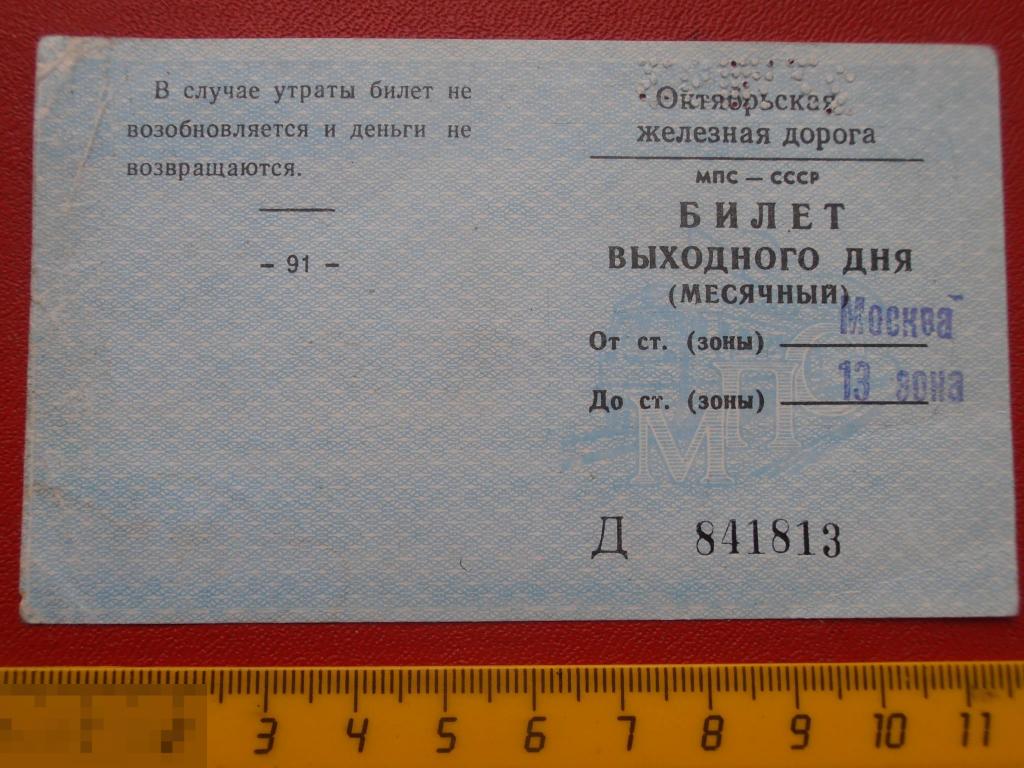 В случае утраты билет не
возобновляется и деньги не
возвращаются.
- 91 -
Октябрьская
железная дорога
МПС — СССР
БИЛЕТ
ВЫХОДНОГО ДНЯ
(МЕСЯЧНЫЙ)
От ст. (зоны) Москва
До ст. (зоны) 13 зона
МПС
Д 841813
3 4 5 6 7 8 9 10 11